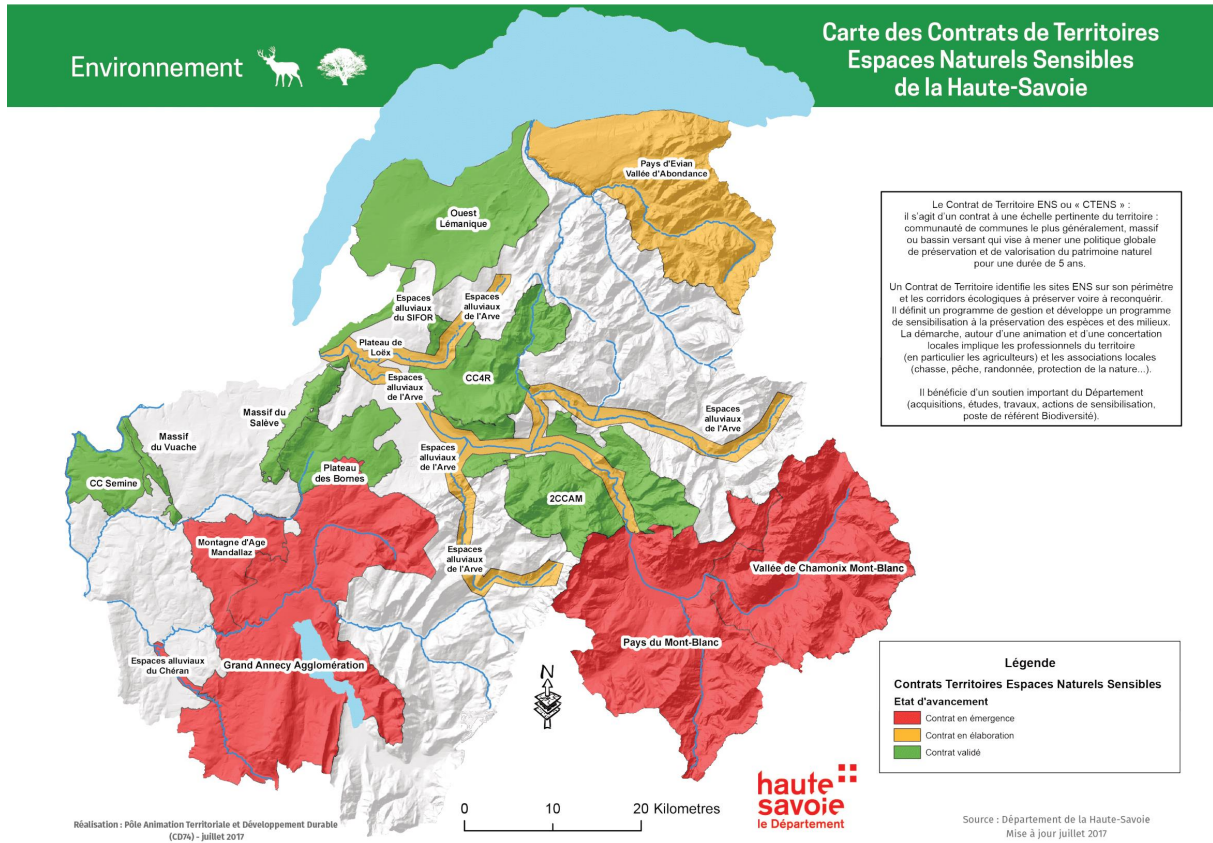 Environnement
Carte des Contrats de Territoires
Espaces Naturels Sensibles
de la Haute-Savoie
Pays d'Evian
Vallée d'Abondance
Ouest
Lémanique
Le Contrat de Territoire ENS ou « CTENS » :
il s'agit d'un contrat à une échelle pertinente du territoire :
communauté de communes le plus généralement, massif
ou bassin versant qui vise à mener une politique globale
de préservation et de valorisation du patrimoine naturel
pour une durée de 5 ans.
Un Contrat de Territoire identifie les sites ENS sur son périmètre
et les corridors écologiques à préserver voire à reconquérir.
Il définit un programme de gestion et développe un programme
de sensibilisation à la préservation des espéces et des milieux.
La démarche, autour d'une animation et d'une concertation
locales implique les professionnels du territoire
(en particulier les agriculteurs) et les associations locales
(chasse, pêche, randonnée, protection de la nature...).
Il bénéficie d'un soutien important du Département
(acquisitions, études, travaux, actions de sensibilisation,
poste de référent Biodiversité).
Espaces
alluviaux
du SIFOR
Espaces
alluviaux
de l'Arve
Plateau de
Loëx
CC4R
Espaces
alluviaux
de l'Arve
Espaces
alluviaux
de l'Arve
Massif du
Salève
Massif
du Vuache
Espaces
alluviaux
de l'Arve
CC Semine
Plateau
des Bornes
2CCAM
Montagne d'Age
Mandallaz
Espaces
alluviaux
de l'Arve
Vallée de Chamonix Mont-Blanc
Pays du Mont-Blanc
Espaces alluviaux
du Chéran
Grand Annecy Agglomération
N
Légende
Contrats Territoires Espaces Naturels Sensibles
Etat d'avancement
Contrat en émergence
Contrat en élaboration
Contrat validé
0 10 20 Kilometres
haute
savoie
le Département
Réalisation : Pôle Animation Territoriale et Développement Durable
(CD74) - juillet 2017
Source : Département de la Haute-Savoie
Mise à jour juillet 2017